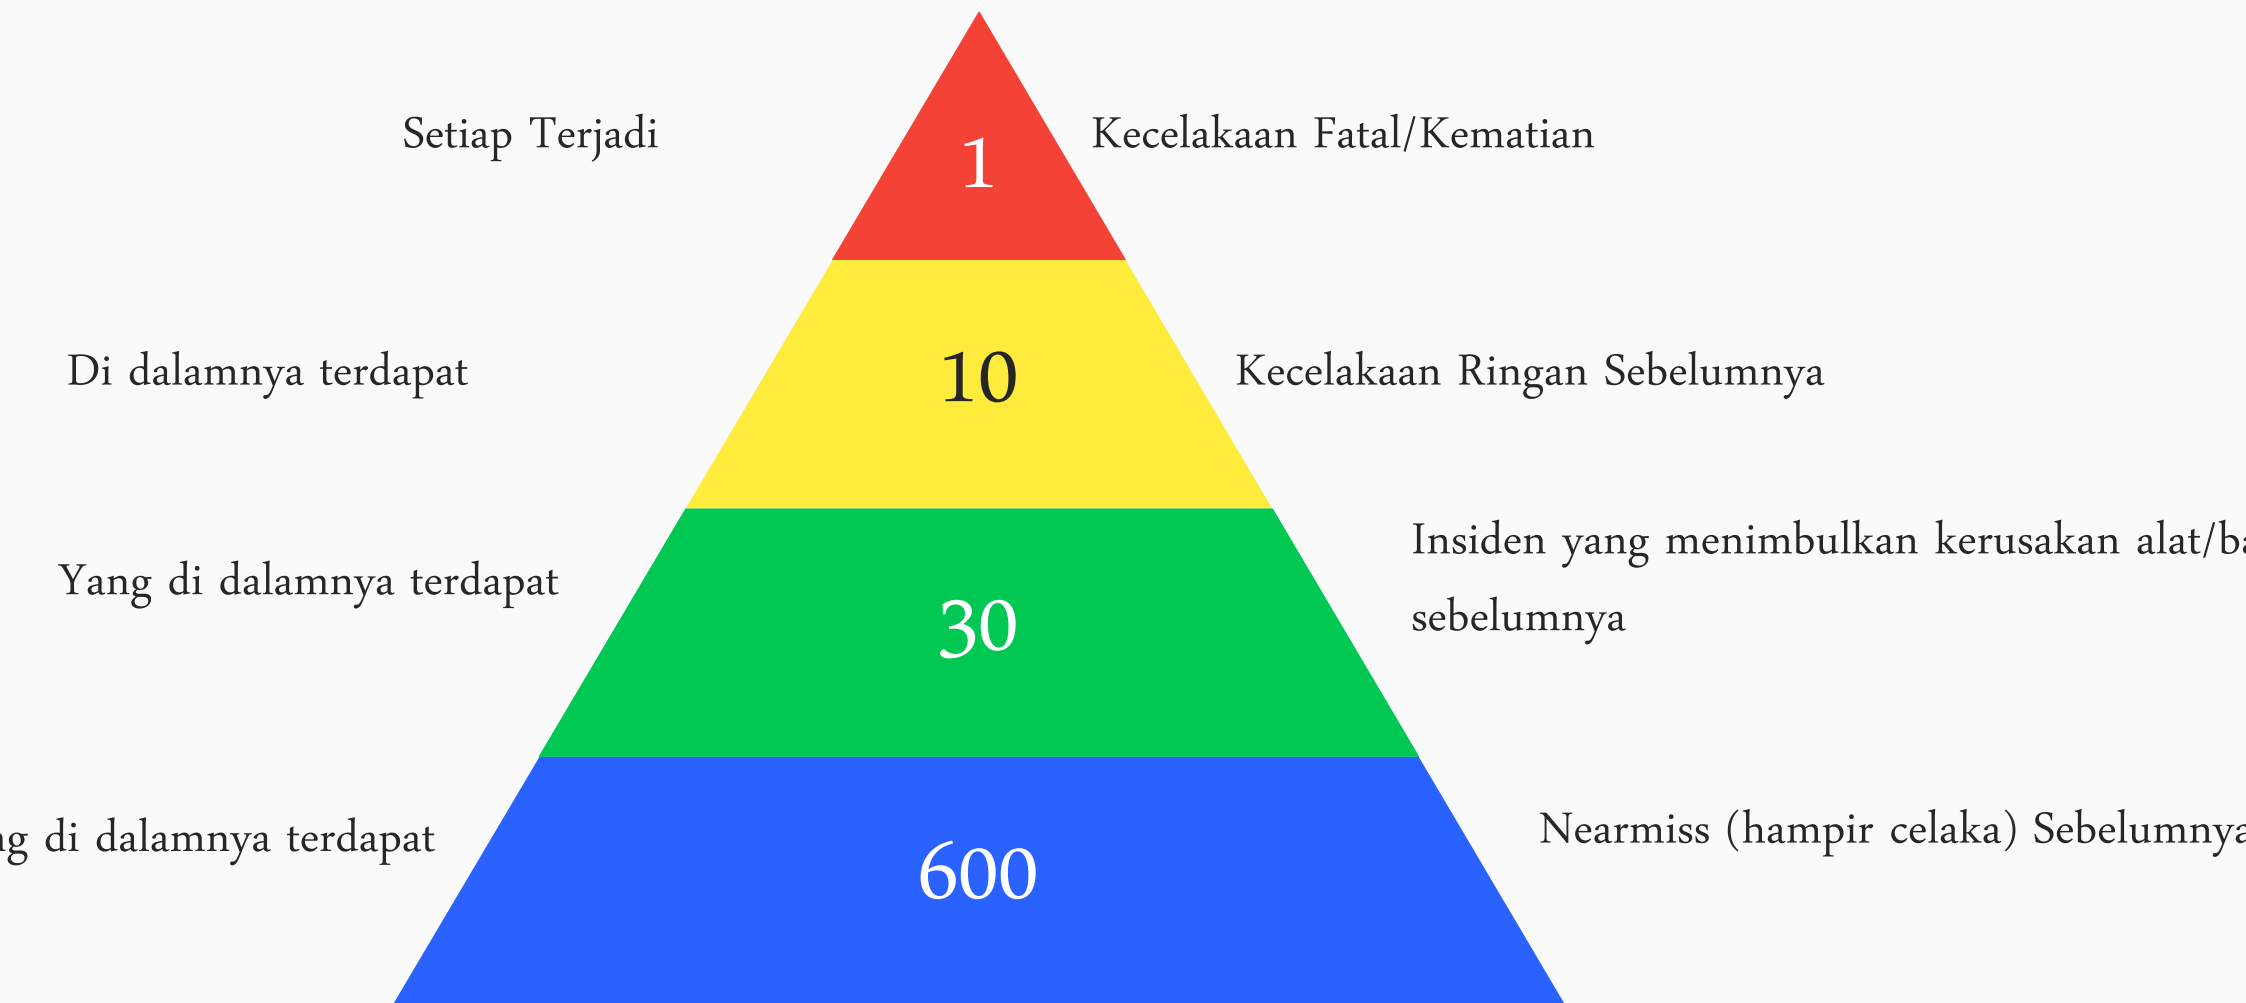 Setiap Terjadi
1
Kecelakaan Fatal/Kematian
Di dalamnya terdapat
10
Kecelakaan Ringan Sebelumnya
Insiden yang menimbulkan kerusakan
sebelumnya
Yang di dalamnya terdapat
30
di dalamnya terdapat
600
Nearmiss (hampir celaka) Sebelumnya